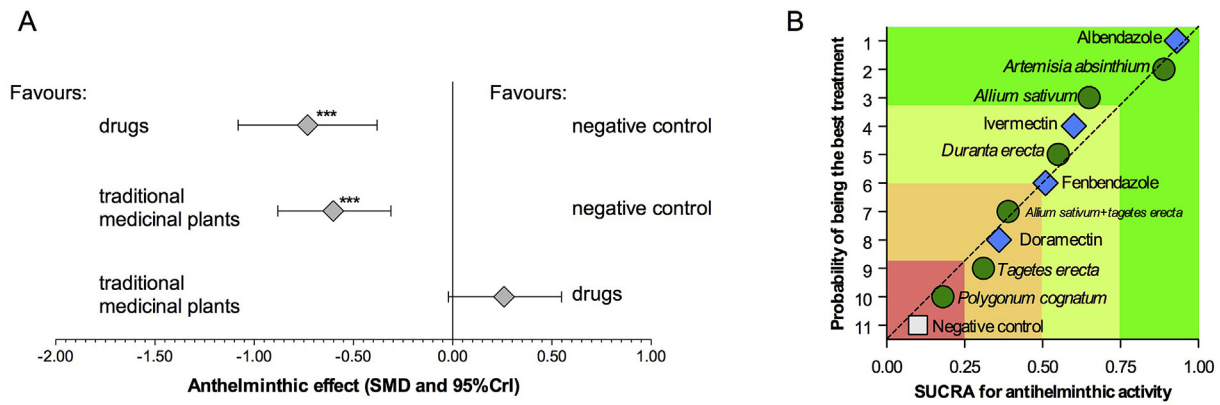 A
Favours:
Favours:
drugs
***
negative control
traditional
medicinal plants
***
negative control
traditional
medicinal plants
drugs
-2.00
-1.50
-1.00
-0.50
0.00
0.50
1.00
Anthelminthic effect (SMD and 95%CrI)
B
Probability of being the best treatment
1
2
3
4
5
6
7
8
9
10
11
Albendazole
Artemisia absinthium
Allium sativum
Ivermectin
Duranta erecta
Fenbendazole
Allium sativum+tagetes erecta
Doramectin
Tagetes erecta
Polygonum cognatum
Negative control
0.00
0.25
0.50
0.75
1.00
SUCRA for antihelminthic activity